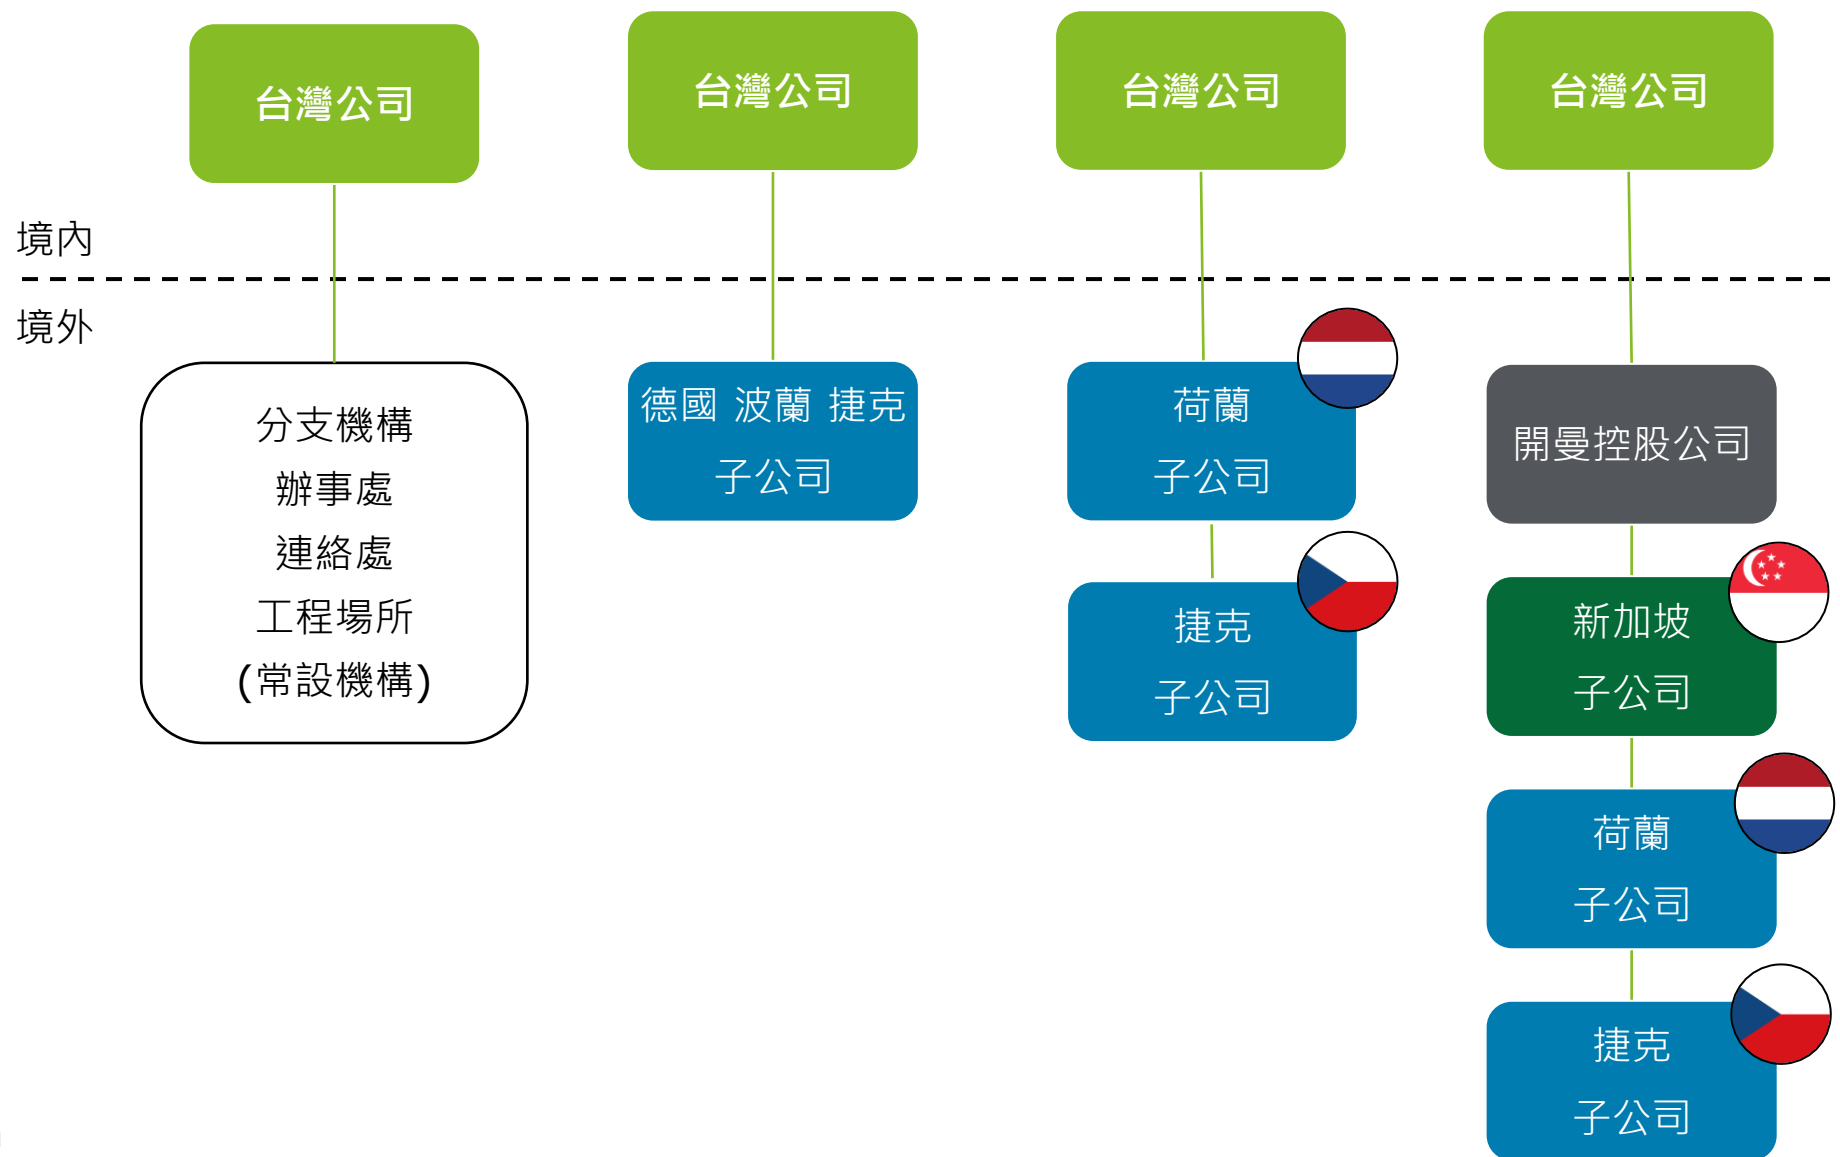 台灣公司
台灣公司
台灣公司
台灣公司
境內
境外
分支機構
辦事處
連絡處
工程場所
(常設機構)
德國 波蘭 捷克
子公司
荷蘭
子公司
捷克
子公司
開曼控股公司
新加坡
子公司
荷蘭
子公司
捷克
子公司